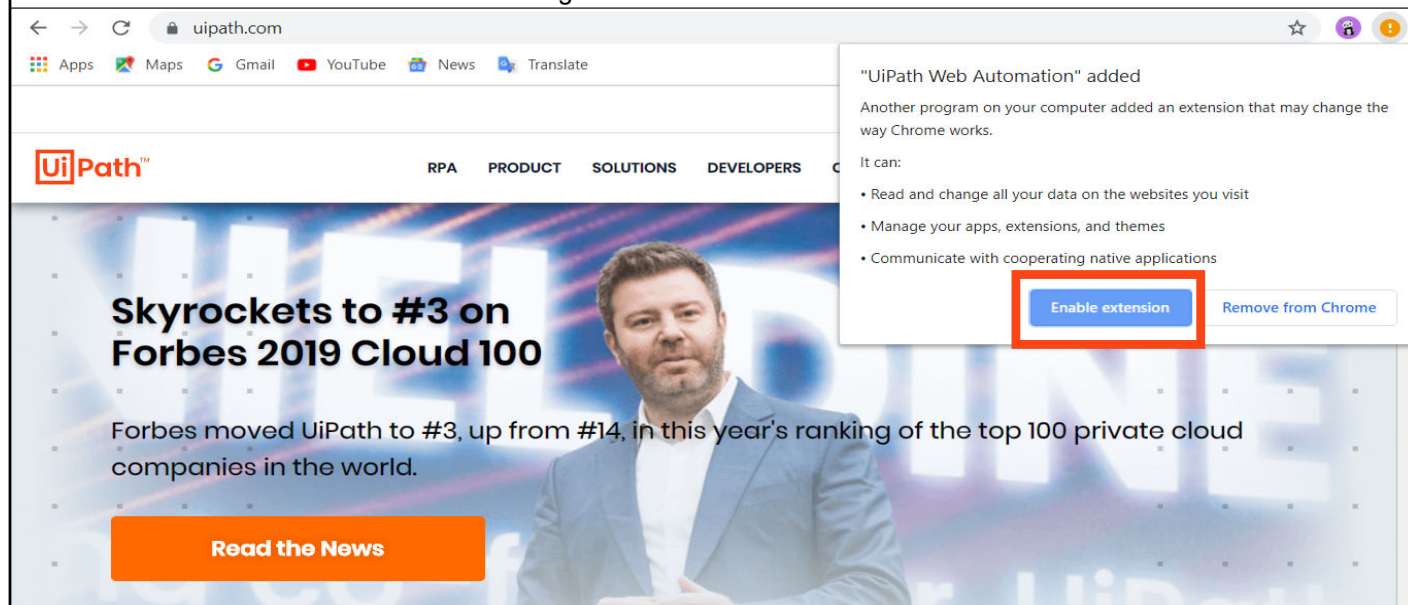 uipath.com
Apps Maps Gmail YouTube News Translate
"UiPath Web Automation" added
Another program on your computer added an extension that may change the
way Chrome works.
It can:
• Read and change all your data on the websites you visit
• Manage your apps, extensions, and themes
• Communicate with cooperating native applications
Enable extension Remove from Chrome
UiPath™
RPA PRODUCT SOLUTIONS DEVELOPERS
Skyrockets to #3 on
Forbes 2019 Cloud 100
Forbes moved UiPath to #3, up from #14, in this year's ranking of the top 100 private cloud
companies in the world.
Read the News